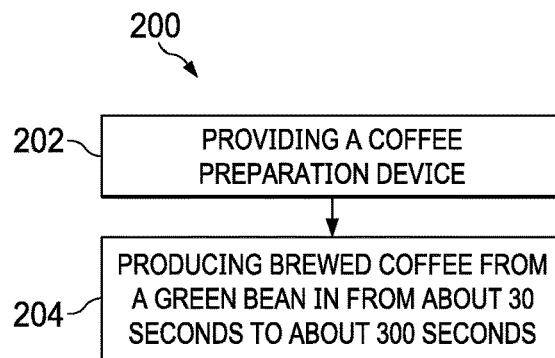 200
202
PROVIDING A COFFEE
PREPARATION DEVICE
204
PRODUCING BREWED COFFEE FROM
A GREEN BEAN IN FROM ABOUT 30
SECONDS TO ABOUT 300 SECONDS